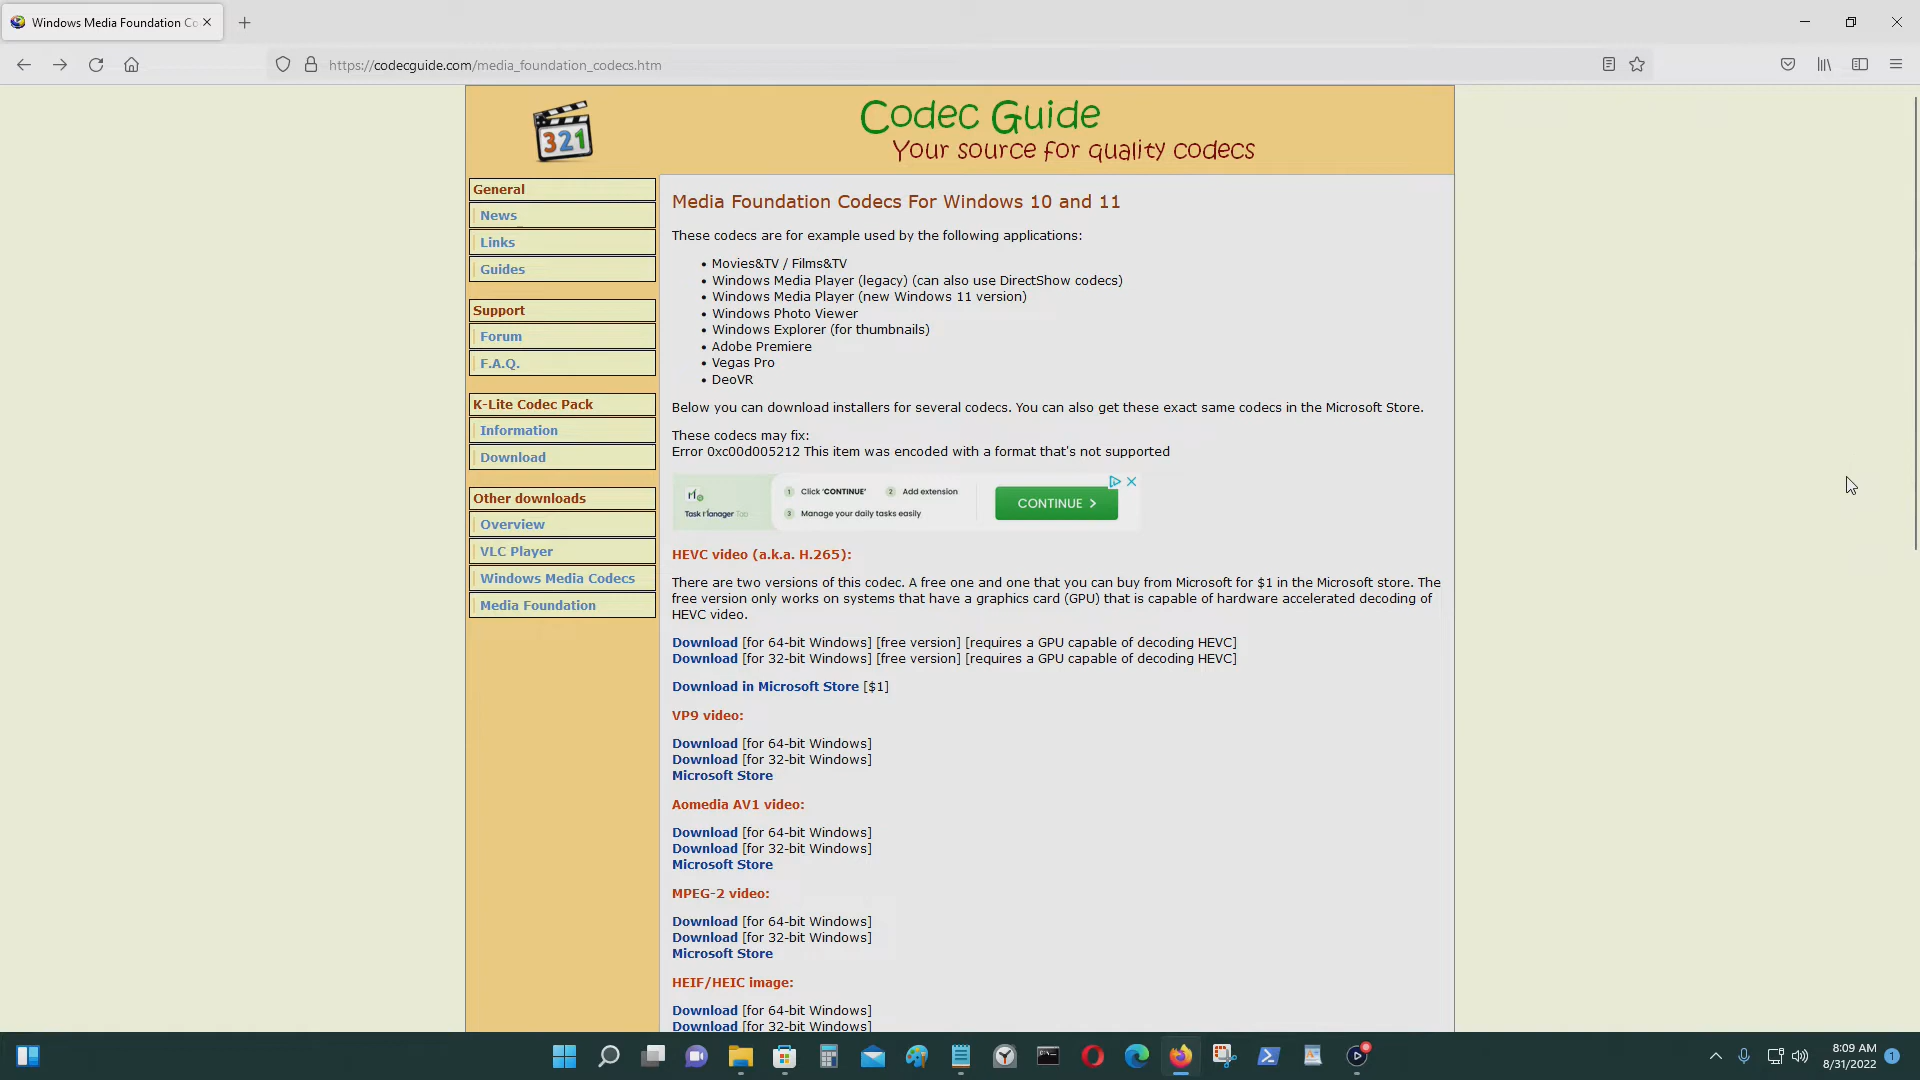 Windows Media Foundation Co
https://codecguide.com/media_foundation_codecs.htm
321
Codec Guide
Your source for quality codecs
General
News
Links
Guides
Support
Forum
F.A.Q.
K-Lite Codec Pack
Information
Download
Other downloads
Overview
VLC Player
Windows Media Codecs
Media Foundation
Media Foundation Codecs For Windows 10 and 11
These codecs are for example used by the following applications:
• Movies&TV / Films&TV
• Windows Media Player (legacy) (can also use DirectShow codecs)
• Windows Media Player (new Windows 11 version)
• Windows Photo Viewer
• Windows Explorer (for thumbnails)
• Adobe Premiere
• Vegas Pro
• DeoVR
Below you can download installers for several codecs. You can also get these exact same codecs in the Microsoft Store.
These codecs may fix:
Error 0xc00d005212 This item was encoded with a format that's not supported
Task Manager Tab
1 Click 'CONTINUE' 2 Add extension
3 Manage your daily tasks easily
CONTINUE >
HEVC video (a.k.a. H.265):
There are two versions of this codec. A free one and one that you can buy from Microsoft for $1 in the Microsoft store. The
free version only works on systems that have a graphics card (GPU) that is capable of hardware accelerated decoding of
HEVC video.
Download [for 64-bit Windows] [free version] [requires a GPU capable of decoding HEVC]
Download [for 32-bit Windows] [free version] [requires a GPU capable of decoding HEVC]
Download in Microsoft Store [$1]
VP9 video:
Download [for 64-bit Windows]
Download [for 32-bit Windows]
Microsoft Store
Aomedia AV1 video:
Download [for 64-bit Windows]
Download [for 32-bit Windows]
Microsoft Store
MPEG-2 video:
Download [for 64-bit Windows]
Download [for 32-bit Windows]
Microsoft Store
HEIF/HEIC image:
Download [for 64-bit Windows]
Download [for 32-bit Windows]
8:09 AM
8/31/2022
1